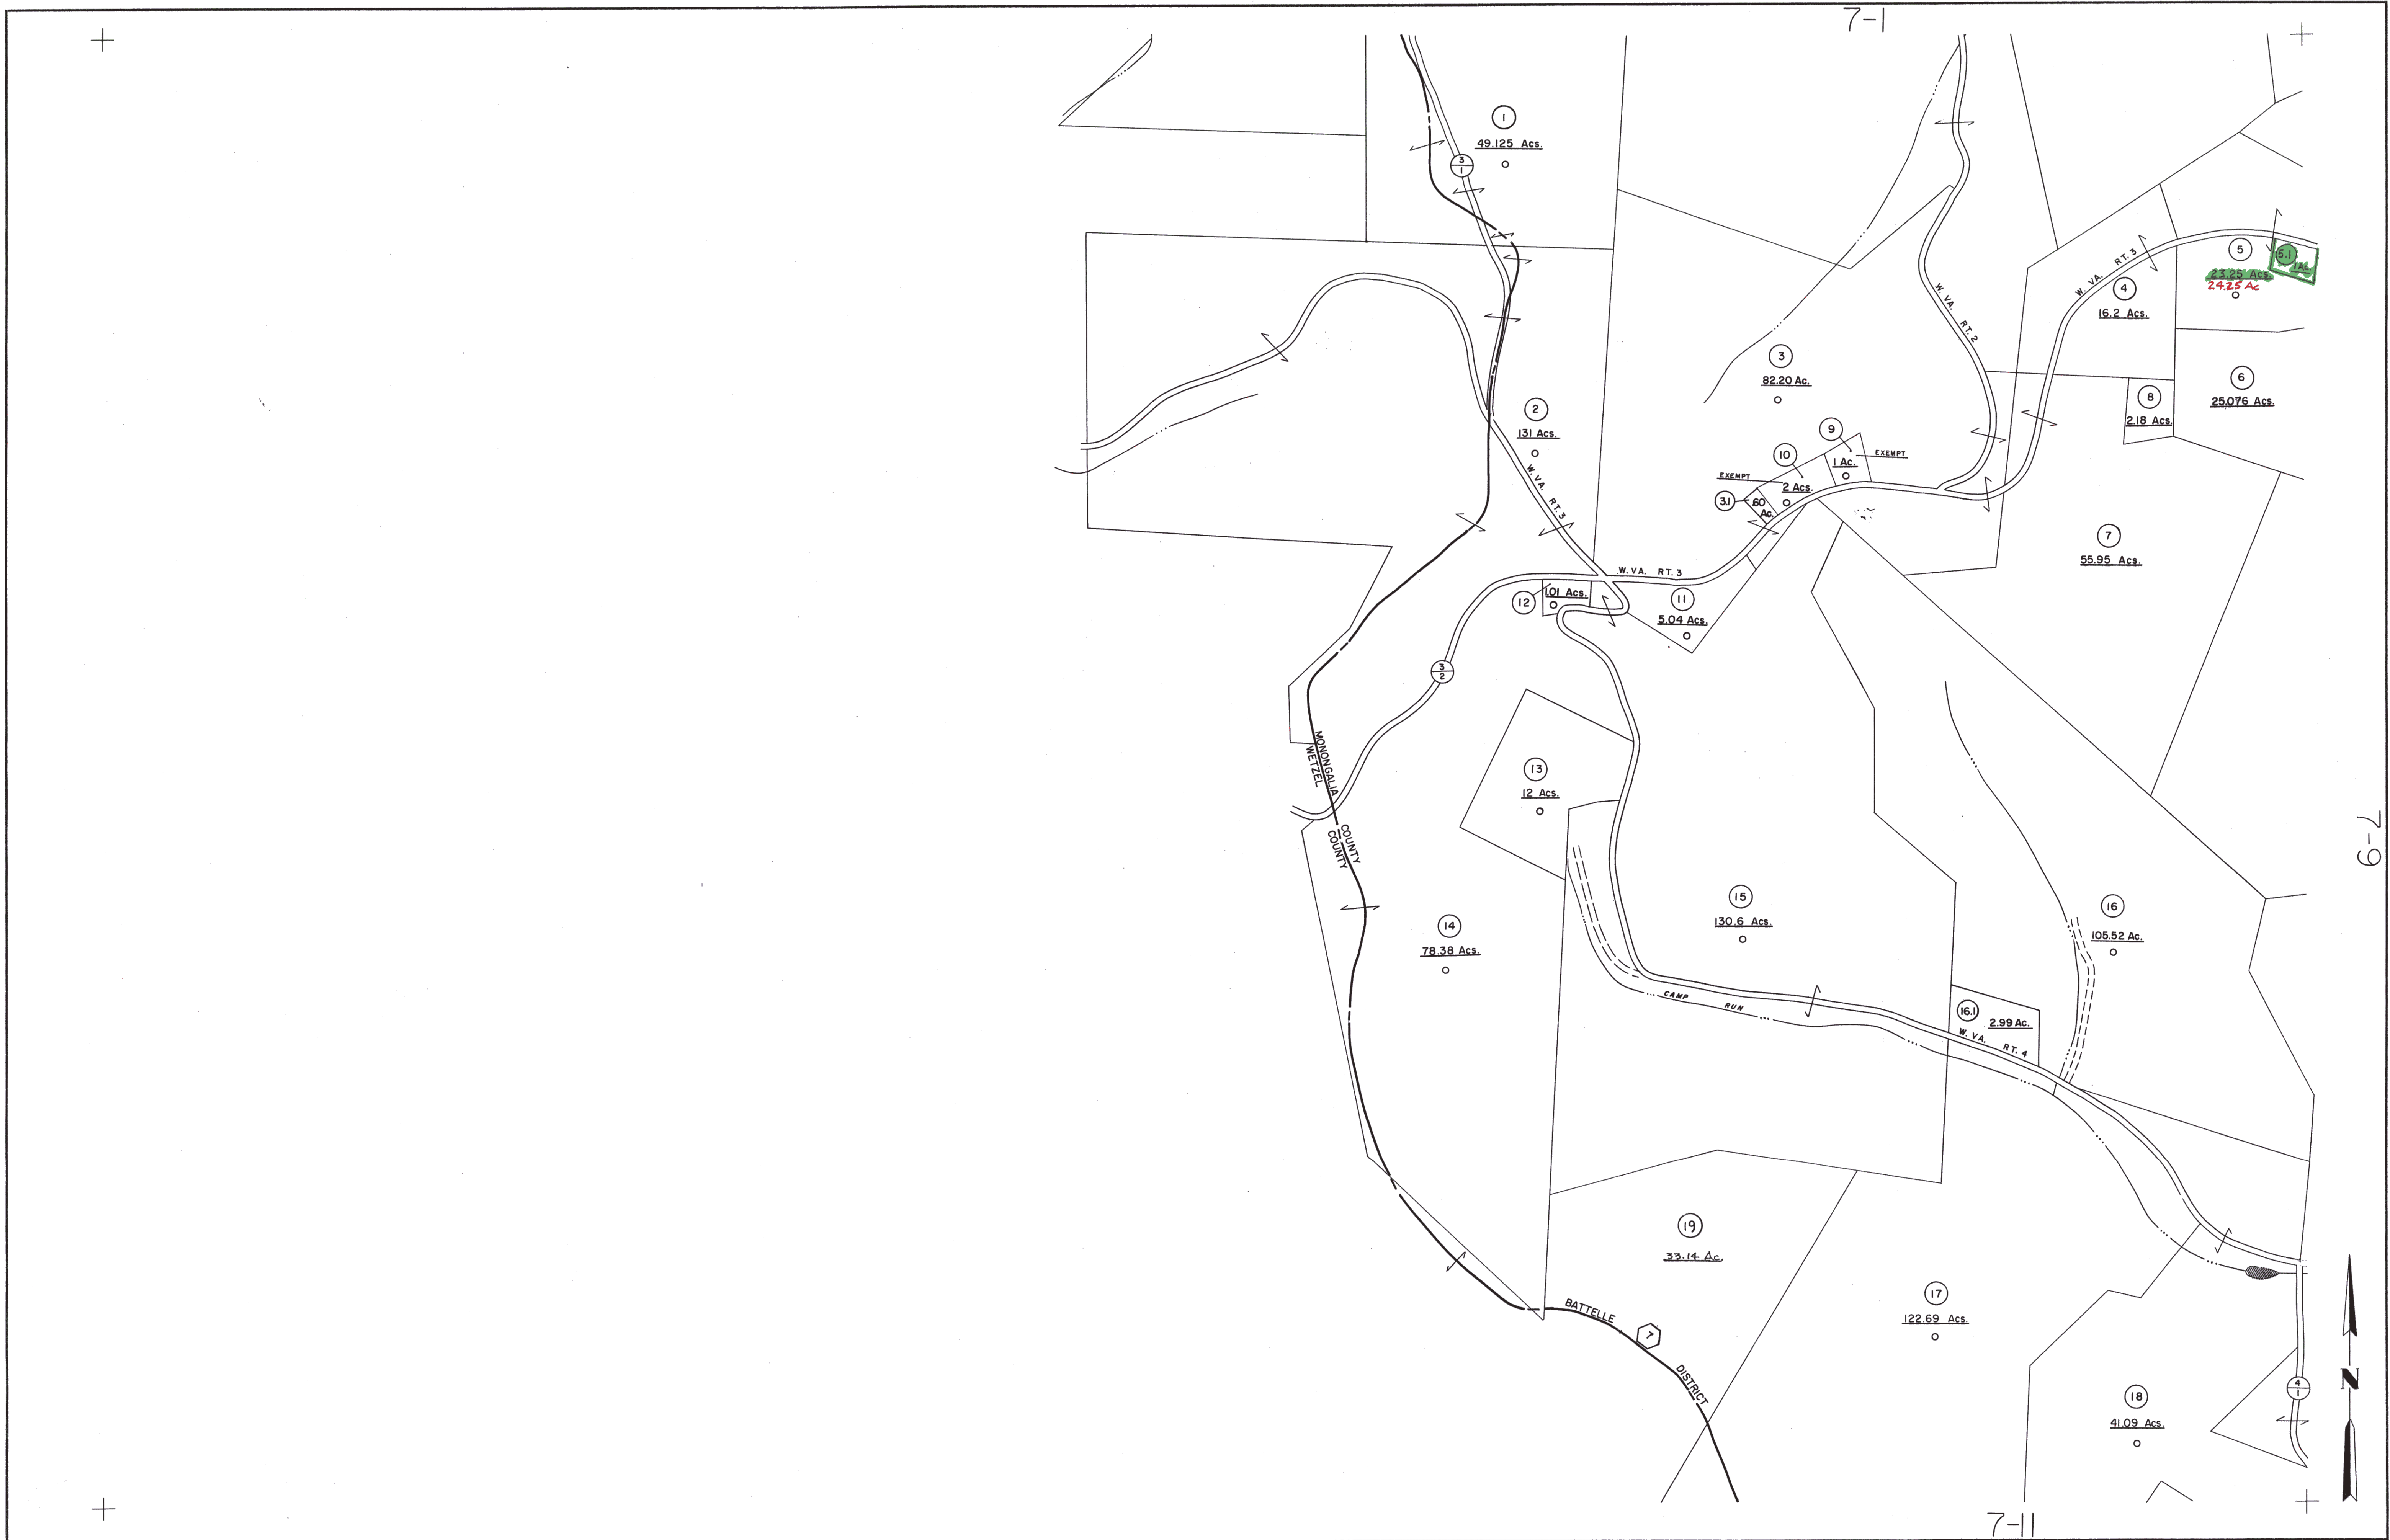 7-1
1
49.125 Acs.
3
1
5
5.1
1 Ac.
23.25 Acs.
24.25 Ac
W. VA. RT. 3
4
16.2 Acs.
W. VA. RT. 2
3
82.20 Ac.
6
25.076 Acs.
8
2.18 Acs.
2
131 Acs.
9
1 Ac.
EXEMPT
10
EXEMPT
2 Acs.
3.1
.60
Ac.
W. VA. RT. 3
7
55.95 Acs.
W. VA. RT. 3
12
1.01 Acs.
11
5.04 Acs.
3
2
MONONGALIA COUNTY
WETZEL COUNTY
13
12 Acs.
7-9
15
130.6 Acs.
16
105.52 Ac.
14
78.38 Acs.
CAMP RUN
16.1
2.99 Ac.
W. VA. RT. 4
19
33.14 Ac.
17
122.69 Acs.
BATTELLE
7
DISTRICT
4
1
N
18
41.09 Acs.
7-11